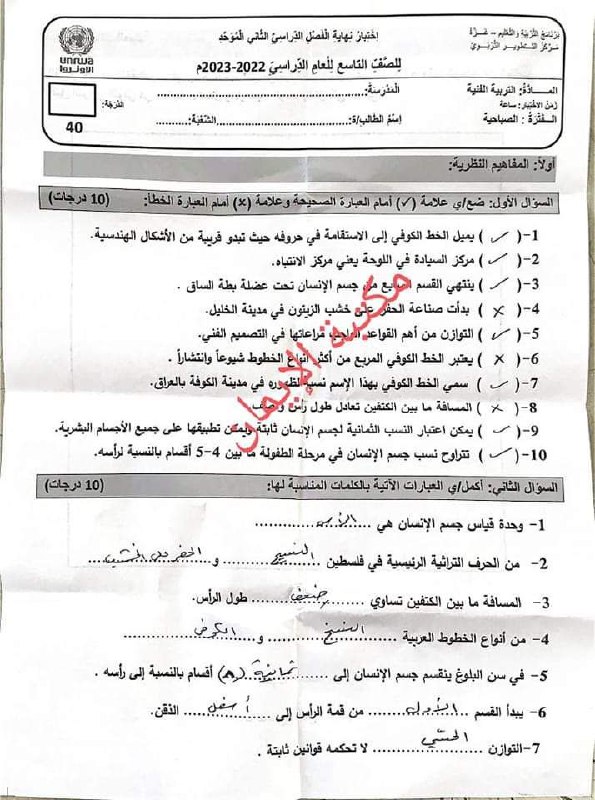 برنامج التربية والتعليم - غزة
مركز التطوير التربوي
unrwa
الأونروا
اختبار نهاية الفصل الدراسي الثاني الموحد
للصف التاسع للعام الدراسي 2022-2023م
المادة: التربية الفنية
المدرسة:
الدرجة:
زمن الاختبار: ساعة
الفترة: الصباحية
اسم الطالب/ة:
الشعبة:
40
أولاً: المفاهيم النظرية:
السؤال الأول: ضع/ي علامة (✓) أمام العبارة الصحيحة وعلامة (x) أمام العبارة الخطأ: (10 درجات)
1- (✓) يميل الخط الكوفي إلى الاستقامة في حروفه حيث تبدو قريبة من الأشكال الهندسية.
2- (✓) مركز السيادة في اللوحة يعني مركز الانتباه.
3- (✓) ينتهي القسم السابع من جسم الإنسان تحت عضلة بطة الساق.
4- (x) بدأت صناعة الحفر على خشب الزيتون في مدينة الخليل.
5- (✓) التوازن من أهم القواعد الواجب مراعاتها في التصميم الفني.
6- (x) يعتبر الخط الكوفي المربع من أكثر أنواع الخطوط شيوعاً وانتشاراً.
7- (✓) سمي الخط الكوفي بهذا الإسم نسبة لظهوره في مدينة الكوفة بالعراق.
8- (x) المسافة ما بين الكتفين تعادل طول رأس ونصف.
9- (✓) يمكن اعتبار النسب الثمانية لجسم الإنسان ثابتة ويمكن تطبيقها على جميع الأجسام البشرية.
10- (✓) تتراوح نسب جسم الإنسان في مرحلة الطفولة ما بين 4-5 أقسام بالنسبة لرأسه.
مكتبة الإيمان
السؤال الثاني: أكمل/ي العبارات الآتية بالكلمات المناسبة لها: (10 درجات)
1- وحدة قياس جسم الإنسان هي الرأس
2- من الحرف التراثية الرئيسية في فلسطين النسيج و الحفر على الخشب
3- المسافة ما بين الكتفين تساوي ضعف طول الرأس.
4- من أنواع الخطوط العربية النسخ و الكوفي
5- في سن البلوغ ينقسم جسم الإنسان إلى ثمانية (٨) أقسام بالنسبة إلى رأسه.
6- يبدأ القسم الأول من قمة الرأس إلى أسفل الذقن.
7- التوازن الحسي لا تحكمه قوانين ثابتة.